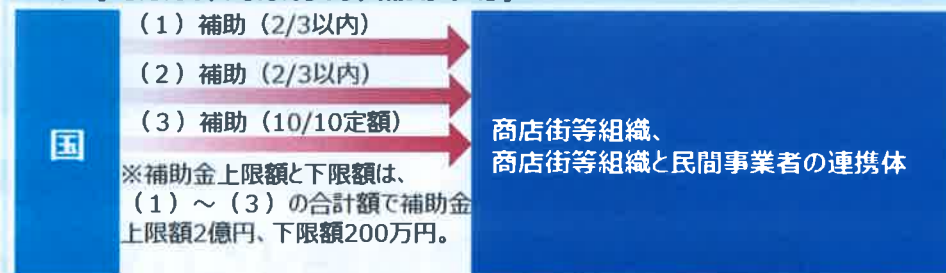 （1）補助（2/3以内）
（2）補助（2/3以内）
（3）補助（10/10定額）
国
商店街等組織、
商店街等組織と民間事業者の連携体
※補助金上限額と下限額は、
（1）～（3）の合計額で補助金
上限額2億円、下限額200万円。